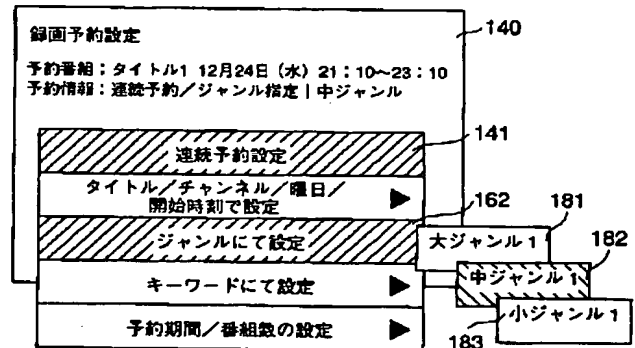 録画予約設定
140
予約番組：タイトル1 12月24日（水）21：10～23：10
予約情報：連続予約／ジャンル指定｜中ジャンル
141
連続予約設定
タイトル／チャンネル／曜日／
開始時刻で設定
162
181
ジャンルにて設定
大ジャンル1
182
中ジャンル1
キーワードにて設定
小ジャンル1
183
予約期間／番組数の設定